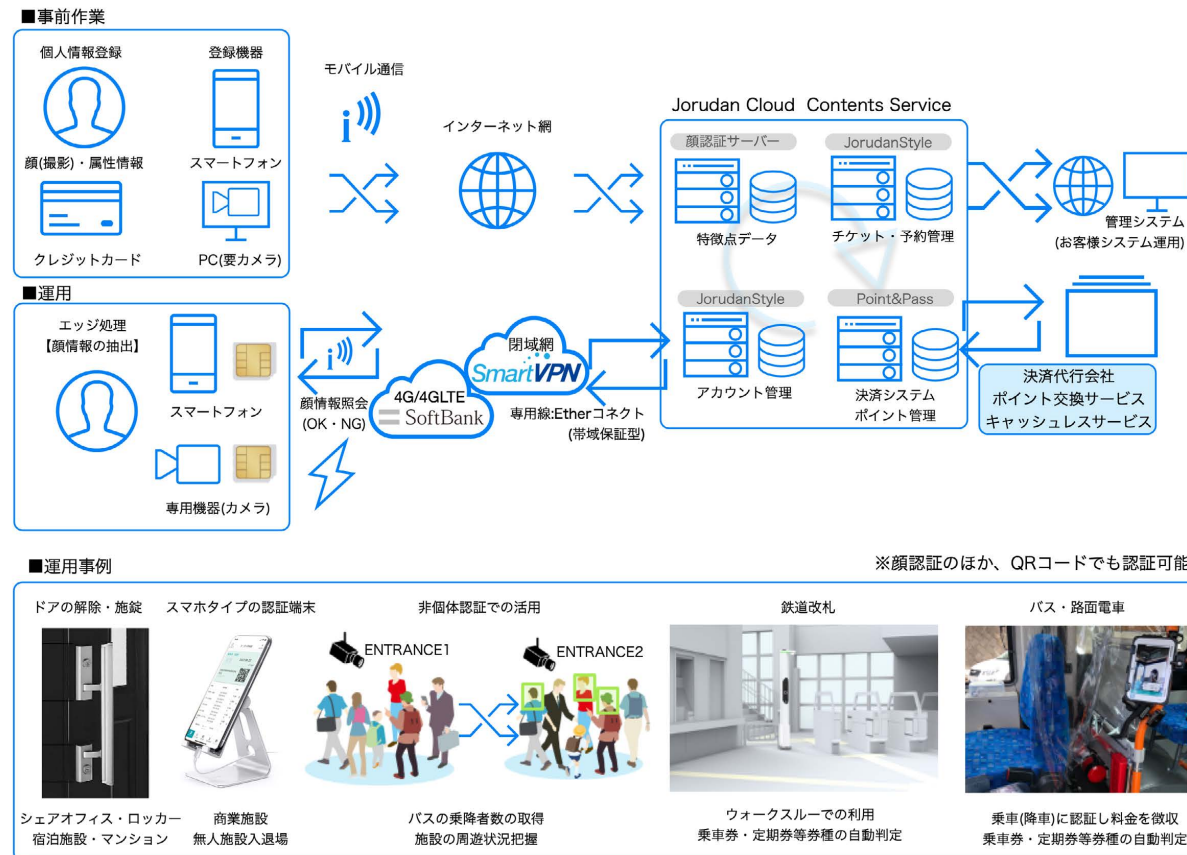 ■事前作業
個人情報登録
登録機器
顔(撮影)・属性情報
スマートフォン
クレジットカード
PC(要カメラ)
モバイル通信
インターネット網
Jorudan Cloud Contents Service
顔認証サーバー
JorudanStyle
特徴点データ
チケット・予約管理
JorudanStyle
Point&Pass
アカウント管理
決済システム
ポイント管理
管理システム
(お客様システム運用)
■運用
エッジ処理
【顔情報の抽出】
スマートフォン
専用機器(カメラ)
顔情報照会
(OK・NG)
4G/4GLTE
SoftBank
閉域網
SmartVPN
専用線:Etherコネクト
(帯域保証型)
決済代行会社
ポイント交換サービス
キャッシュレスサービス
■運用事例
※顔認証のほか、QRコードでも認証可能
ドアの解除・施錠
スマホタイプの認証端末
非個体認証での活用
鉄道改札
バス・路面電車
ENTRANCE1
ENTRANCE2
シェアオフィス・ロッカー
宿泊施設・マンション
商業施設
無人施設入退場
バスの乗降者数の取得
施設の周遊状況把握
ウォークスルーでの利用
乗車券・定期券等券種の自動判定
乗車(降車)に認証し料金を徴収
乗車券・定期券等券種の自動判定